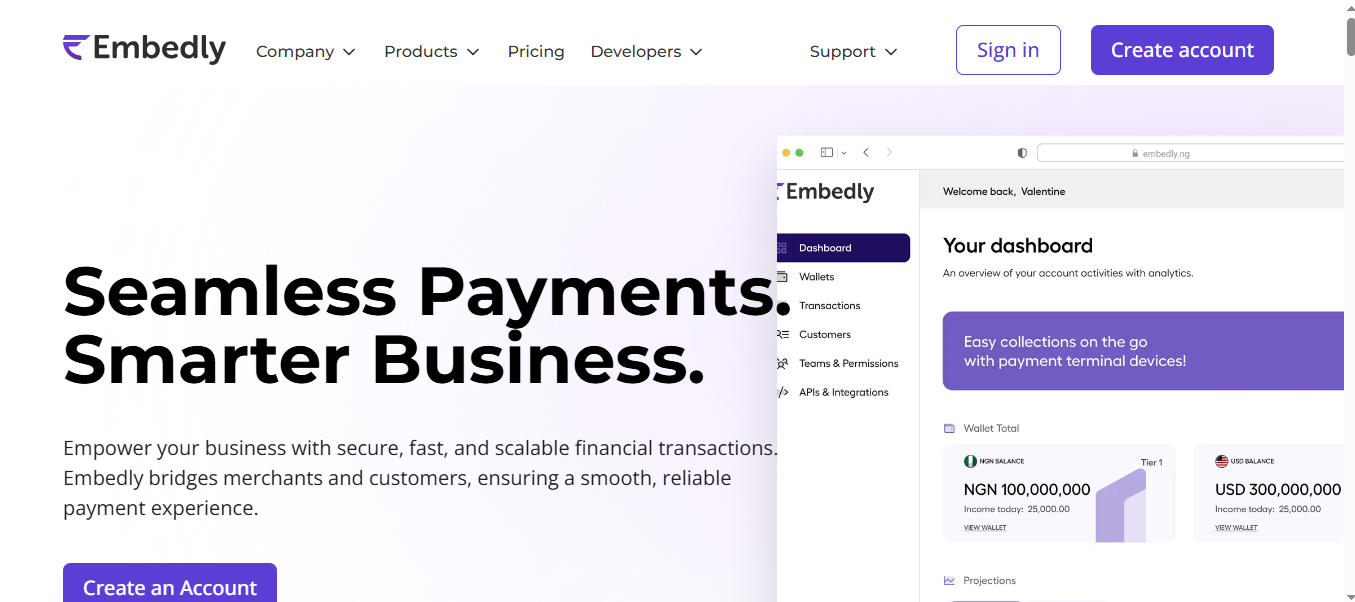 Embedly
Company
Products
Pricing
Developers
Support
Sign in
Create account
Seamless Payments.
Smarter Business.
Empower your business with secure, fast, and scalable financial transactions.
Embedly bridges merchants and customers, ensuring a smooth, reliable
payment experience.
Create an Account
embedly.ng
Embedly
Welcome back, Valentine
Dashboard
Wallets
Transactions
Customers
Teams & Permissions
APIs & Integrations
Your dashboard
An overview of your account activities with analytics.
Easy collections on the go
with payment terminal devices!
Wallet Total
NGN BALANCE
Tier 1
NGN 100,000,000
Income today: 25,000.00
VIEW WALLET
USD BALANCE
USD 300,000,000
Income today: 25,000.00
VIEW WALLET
Projections